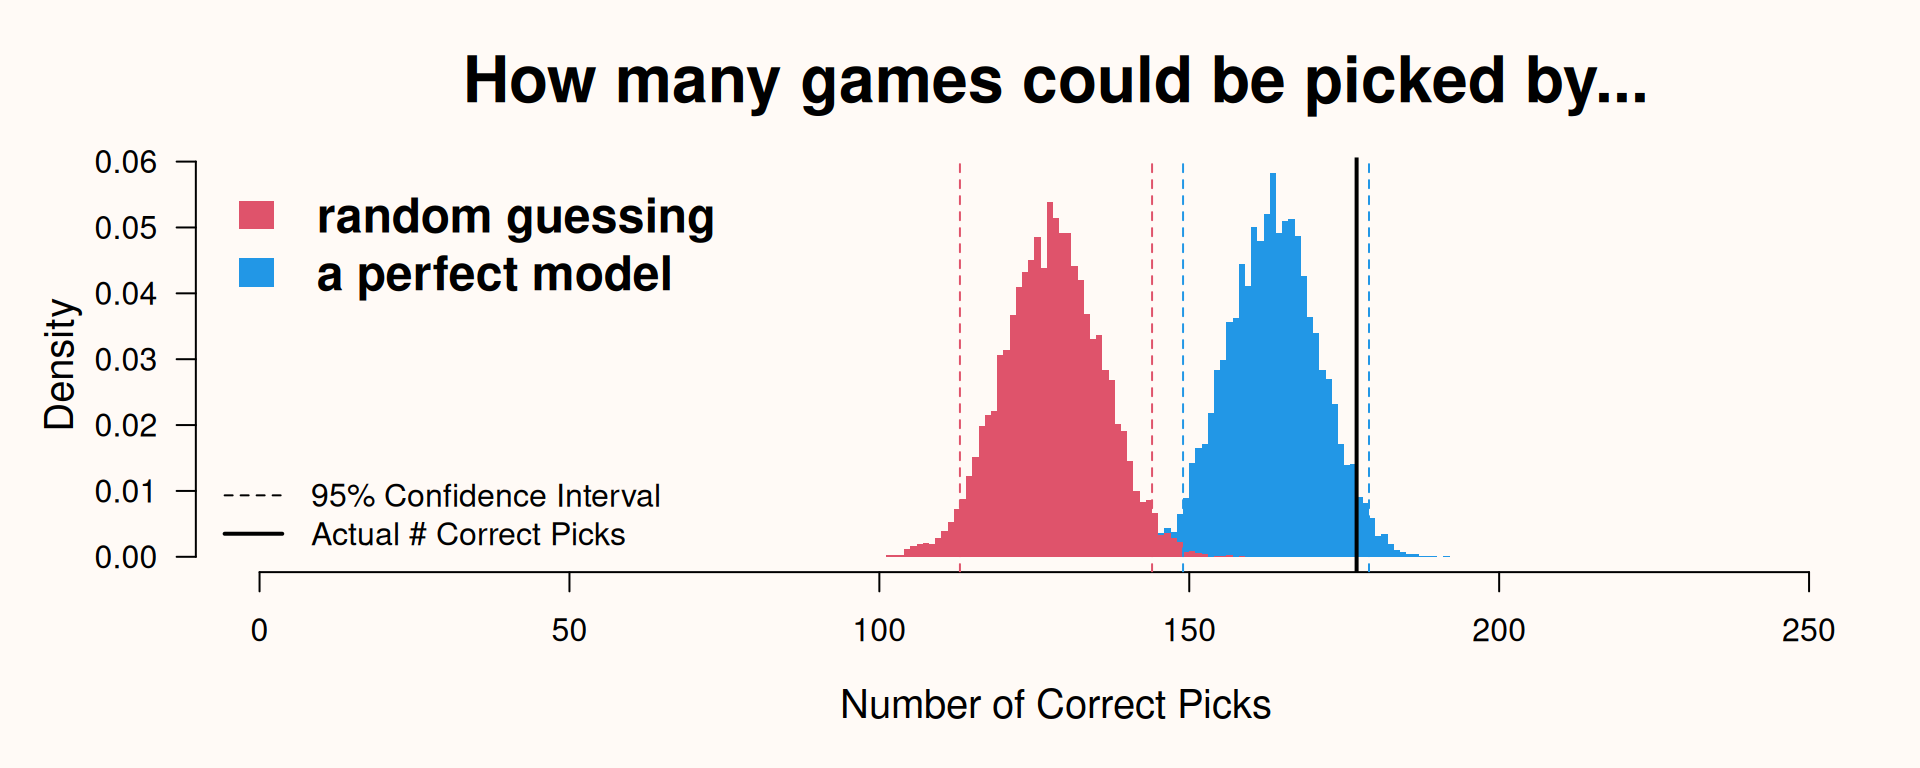 How many games could be picked by...
0.06
0.05
0.04
0.03
0.02
0.01
0.00
Density
random guessing
a perfect model
95% Confidence Interval
Actual # Correct Picks
0 50 100 150 200 250
Number of Correct Picks